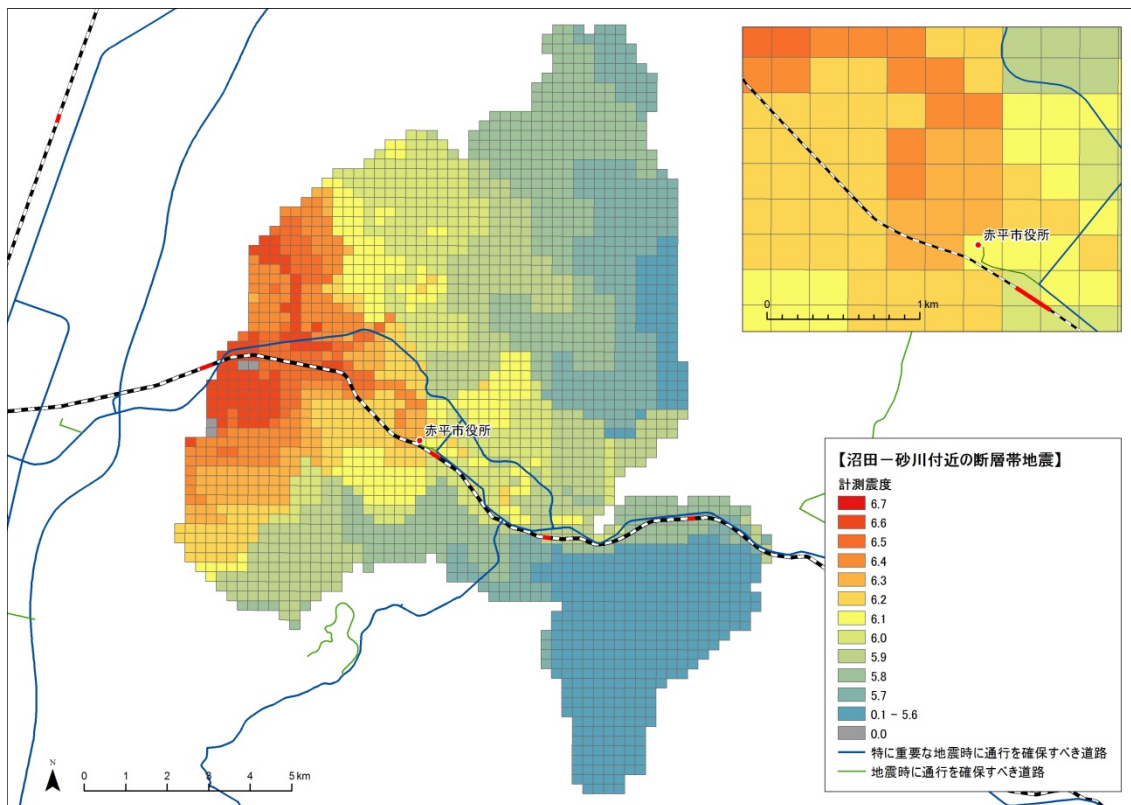 赤平市役所
0 1 km
赤平市役所
【沼田－砂川付近の断層帯地震】
計測震度
6.7
6.6
6.5
6.4
6.3
6.2
6.1
6.0
5.9
5.8
5.7
0.1 - 5.6
0.0
特に重要な地震時に通行を確保すべき道路
地震時に通行を確保すべき道路
N
0 1 2 3 4 5 km